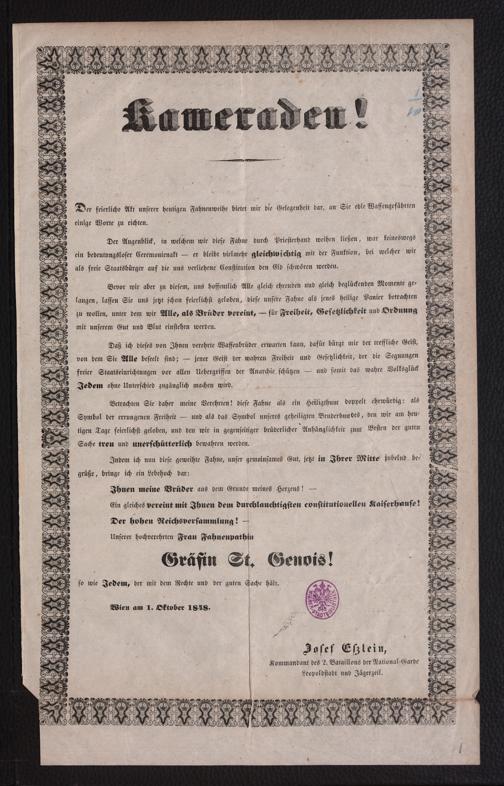 Kameraden!
Der feierliche Akt unserer heutigen Fahnenweihe bietet mir die Gelegenheit dar, an Sie edle Waffengefährten
einige Worte zu richten.
Der Augenblick, in welchem wir diese Fahne durch Priesterhand weihen ließen, war keineswegs
ein bedeutungsloser Ceremonienakt — er bleibt vielmehr gleichwichtig mit der Funktion, bei welcher wir
als freie Staatsbürger auf die uns verliehene Constitution den Eid schwören werden.
Bevor wir aber zu diesem, uns hoffentlich Alle gleich ehrenden und gleich beglückenden Momente ge-
langen, lassen Sie uns jetzt schon feierlichst geloben, diese unsere Fahne als jenes heilige Panier betrachten
zu wollen, unter dem wir Alle, als Brüder vereint, — für Freiheit, Gesetzlichkeit und Ordnung
mit unserem Gut und Blut einstehen werden.
Daß ich dieses von Ihnen verehrte Waffenbrüder erwarten kann, dafür bürgt mir der treffliche Geist,
von dem Sie Alle beseelt sind; — jener Geist der wahren Freiheit und Gesetzlichkeit, der die Segnungen
freier Staatseinrichtungen vor allen Uebergriffen der Anarchie schützen — und somit das wahre Volksglück
Jedem ohne Unterschied zugänglich machen wird.
Betrachten Sie daher meine Verehrten! diese Fahne als ein Heiligthum doppelt ehrwürdig: als
Symbol der errungenen Freiheit — und als das Symbol unseres geheiligten Bruderbundes, den wir am heu-
tigen Tage feierlichst geloben, und den wir in gegenseitiger brüderlicher Anhänglichkeit zum Besten der guten
Sache treu und unerschütterlich bewahren werden.
Indem ich nun diese geweihte Fahne, unser gemeinsames Gut, jetzt in Ihrer Mitte jubelnd be-
grüße, bringe ich ein Lebehoch dar:
Ihnen meine Brüder aus dem Grunde meines Herzens! —
Ein gleiches vereint mit Ihnen dem durchlauchtigsten constitutionellen Kaiserhause!
Der hohen Reichsversammlung! —
Unserer hochverehrten Frau Fahnenpathin
Gräfin St. Genois!
so wie Jedem, der mit dem Rechte und der guten Sache hält.
Wien am 1. Oktober 1848.
Josef Eßlein,
Kommandant des 2. Bataillons der National-Garde
Leopoldstadt und Jägerzeil.